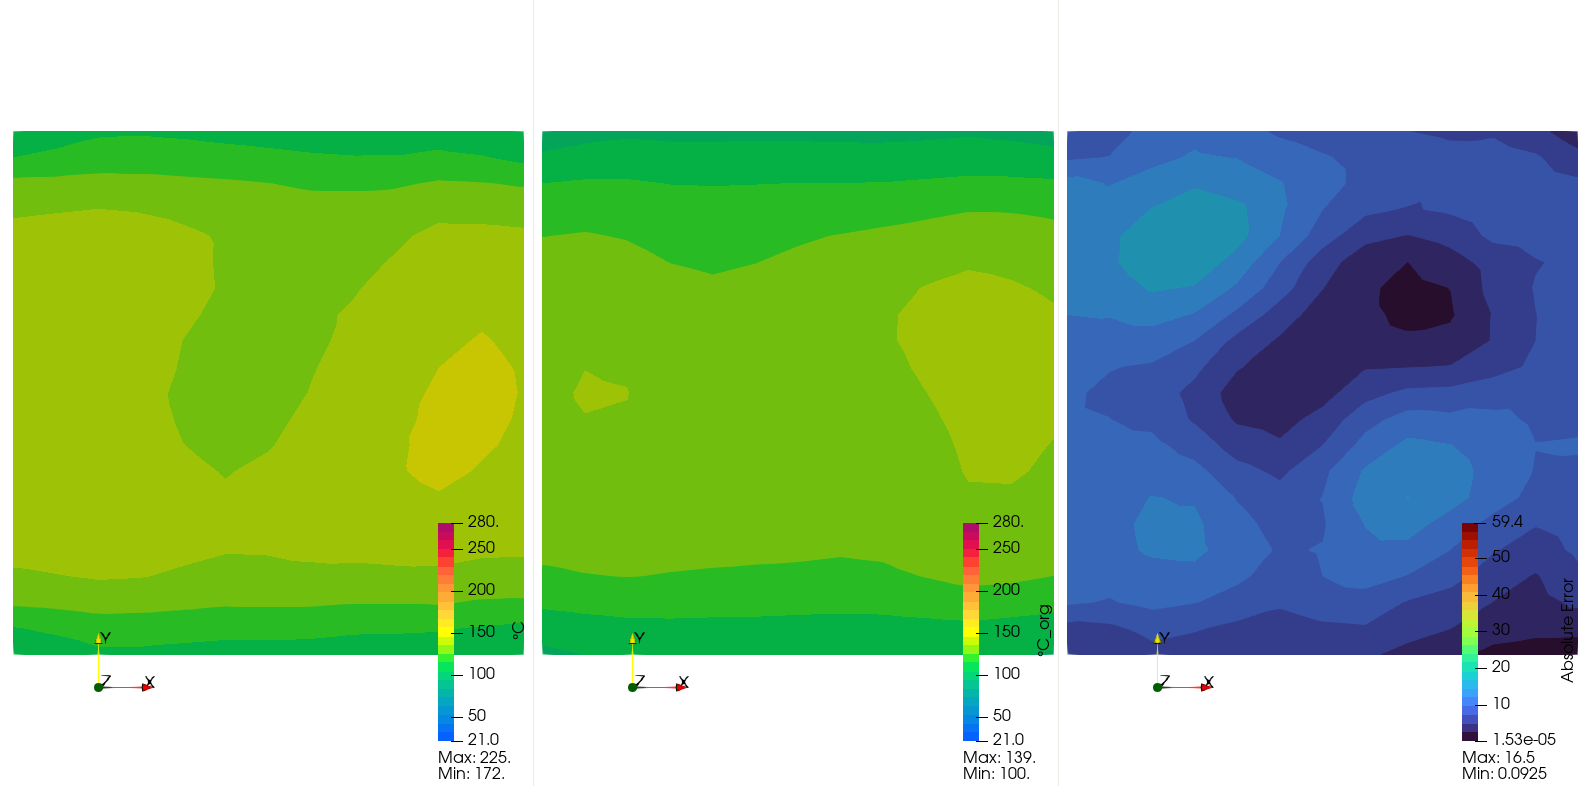 Y
Z
X
280.
250
200
150
100
50
21.0
°C
Max: 225.
Min: 172.
Y
Z
X
280.
250
200
150
100
50
21.0
°C_org
Max: 139.
Min: 100.
Y
Z
X
59.4
50
40
30
20
10
1.53e-05
Absolute Error
Max: 16.5
Min: 0.0925